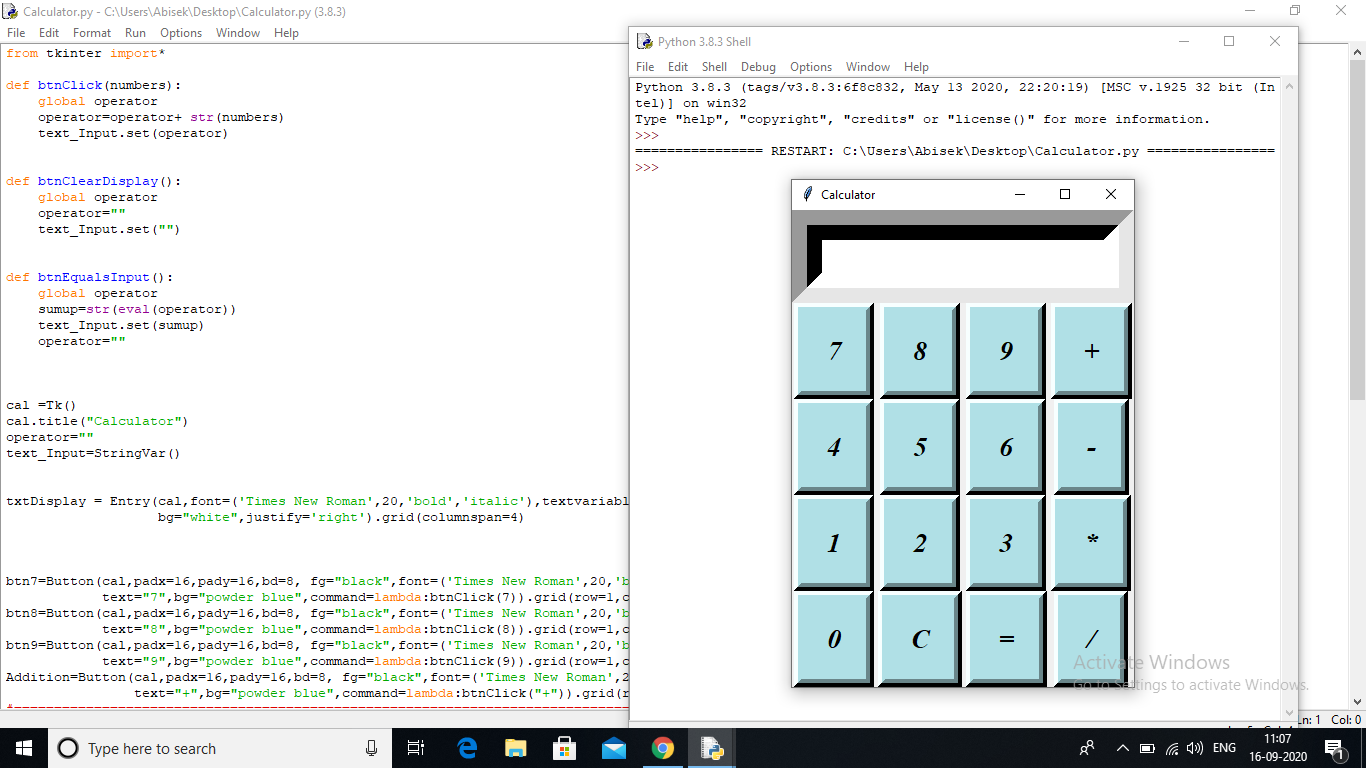 Calculator.py - C:\Users\Abisek\Desktop\Calculator.py (3.8.3)
File Edit Format Run Options Window Help
from tkinter import*
def btnClick(numbers):
    global operator
    operator=operator+ str(numbers)
    text_Input.set(operator)
def btnClearDisplay():
    global operator
    operator=""
    text_Input.set("")
def btnEqualsInput():
    global operator
    sumup=str(eval(operator))
    text_Input.set(sumup)
    operator=""
cal =Tk()
cal.title("Calculator")
operator=""
text_Input=StringVar()
txtDisplay = Entry(cal,font=('Times New Roman',20,'bold','italic'),textvariabl
                   bg="white",justify='right').grid(columnspan=4)
btn7=Button(cal,padx=16,pady=16,bd=8, fg="black",font=('Times New Roman',20,'b
            text="7",bg="powder blue",command=lambda:btnClick(7)).grid(row=1,c
btn8=Button(cal,padx=16,pady=16,bd=8, fg="black",font=('Times New Roman',20,'b
            text="8",bg="powder blue",command=lambda:btnClick(8)).grid(row=1,c
btn9=Button(cal,padx=16,pady=16,bd=8, fg="black",font=('Times New Roman',20,'b
            text="9",bg="powder blue",command=lambda:btnClick(9)).grid(row=1,c
Addition=Button(cal,padx=16,pady=16,bd=8, fg="black",font=('Times New Roman',2
                text="+",bg="powder blue",command=lambda:btnClick("+")).grid(r
Python 3.8.3 Shell
File Edit Shell Debug Options Window Help
Python 3.8.3 (tags/v3.8.3:6f8c832, May 13 2020, 22:20:19) [MSC v.1925 32 bit (In
tel)] on win32
Type "help", "copyright", "credits" or "license()" for more information.
>>>
================ RESTART: C:\Users\Abisek\Desktop\Calculator.py ================
>>>
Calculator
7 8 9 +
4 5 6 -
1 2 3 *
0 C = /
Activate Windows
Go to Settings to activate Windows.
Ln: 1 Col: 0
Type here to search
ENG
11:07
16-09-2020
1